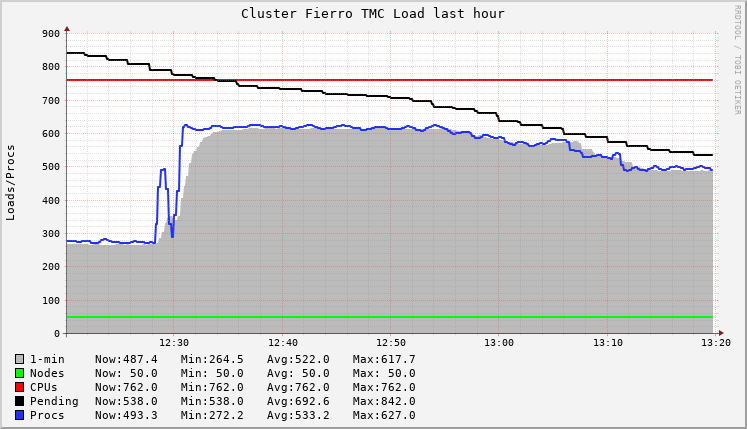 Cluster Fierro TMC Load last hour
RRDTOOL / TOBI OETIKER
Loads/Procs
900
800
700
600
500
400
300
200
100
0
12:30 12:40 12:50 13:00 13:10 13:20
1-min Now:487.4 Min:264.5 Avg:522.0 Max:617.7
Nodes Now: 50.0 Min: 50.0 Avg: 50.0 Max: 50.0
CPUs Now:762.0 Min:762.0 Avg:762.0 Max:762.0
Pending Now:538.0 Min:538.0 Avg:692.6 Max:842.0
Procs Now:493.3 Min:272.2 Avg:533.2 Max:627.0